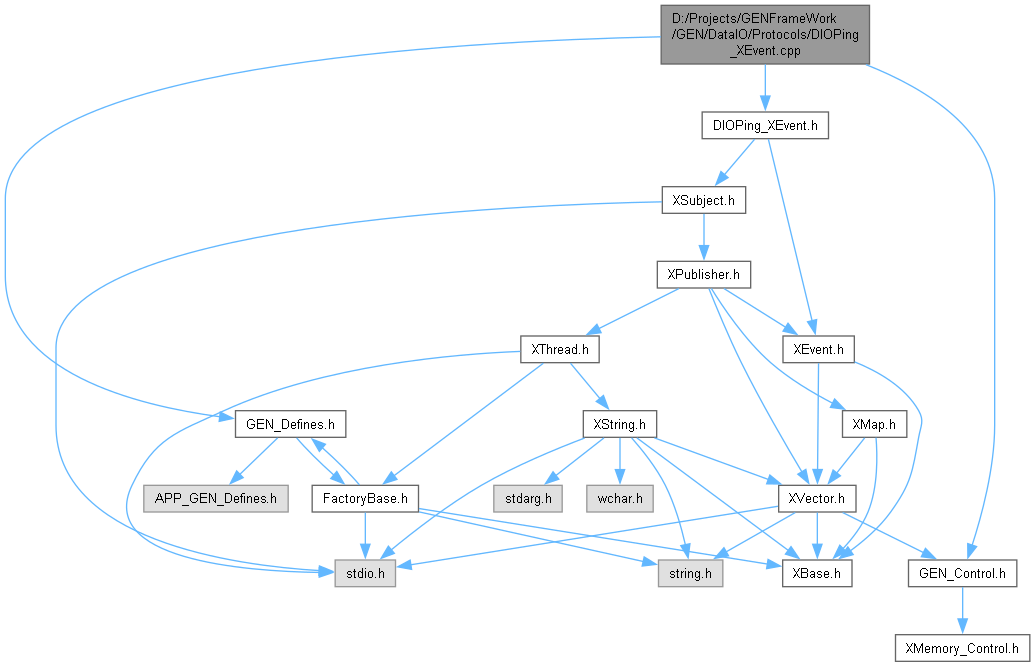 D:/Projects/GENFrameWork
/GEN/DataIO/Protocols/DIOPing
_XEvent.cpp
DIOPing_XEvent.h
XSubject.h
XPublisher.h
XThread.h
XEvent.h
GEN_Defines.h
XString.h
XMap.h
APP_GEN_Defines.h
FactoryBase.h
stdarg.h
wchar.h
XVector.h
stdio.h
string.h
XBase.h
GEN_Control.h
XMemory_Control.h